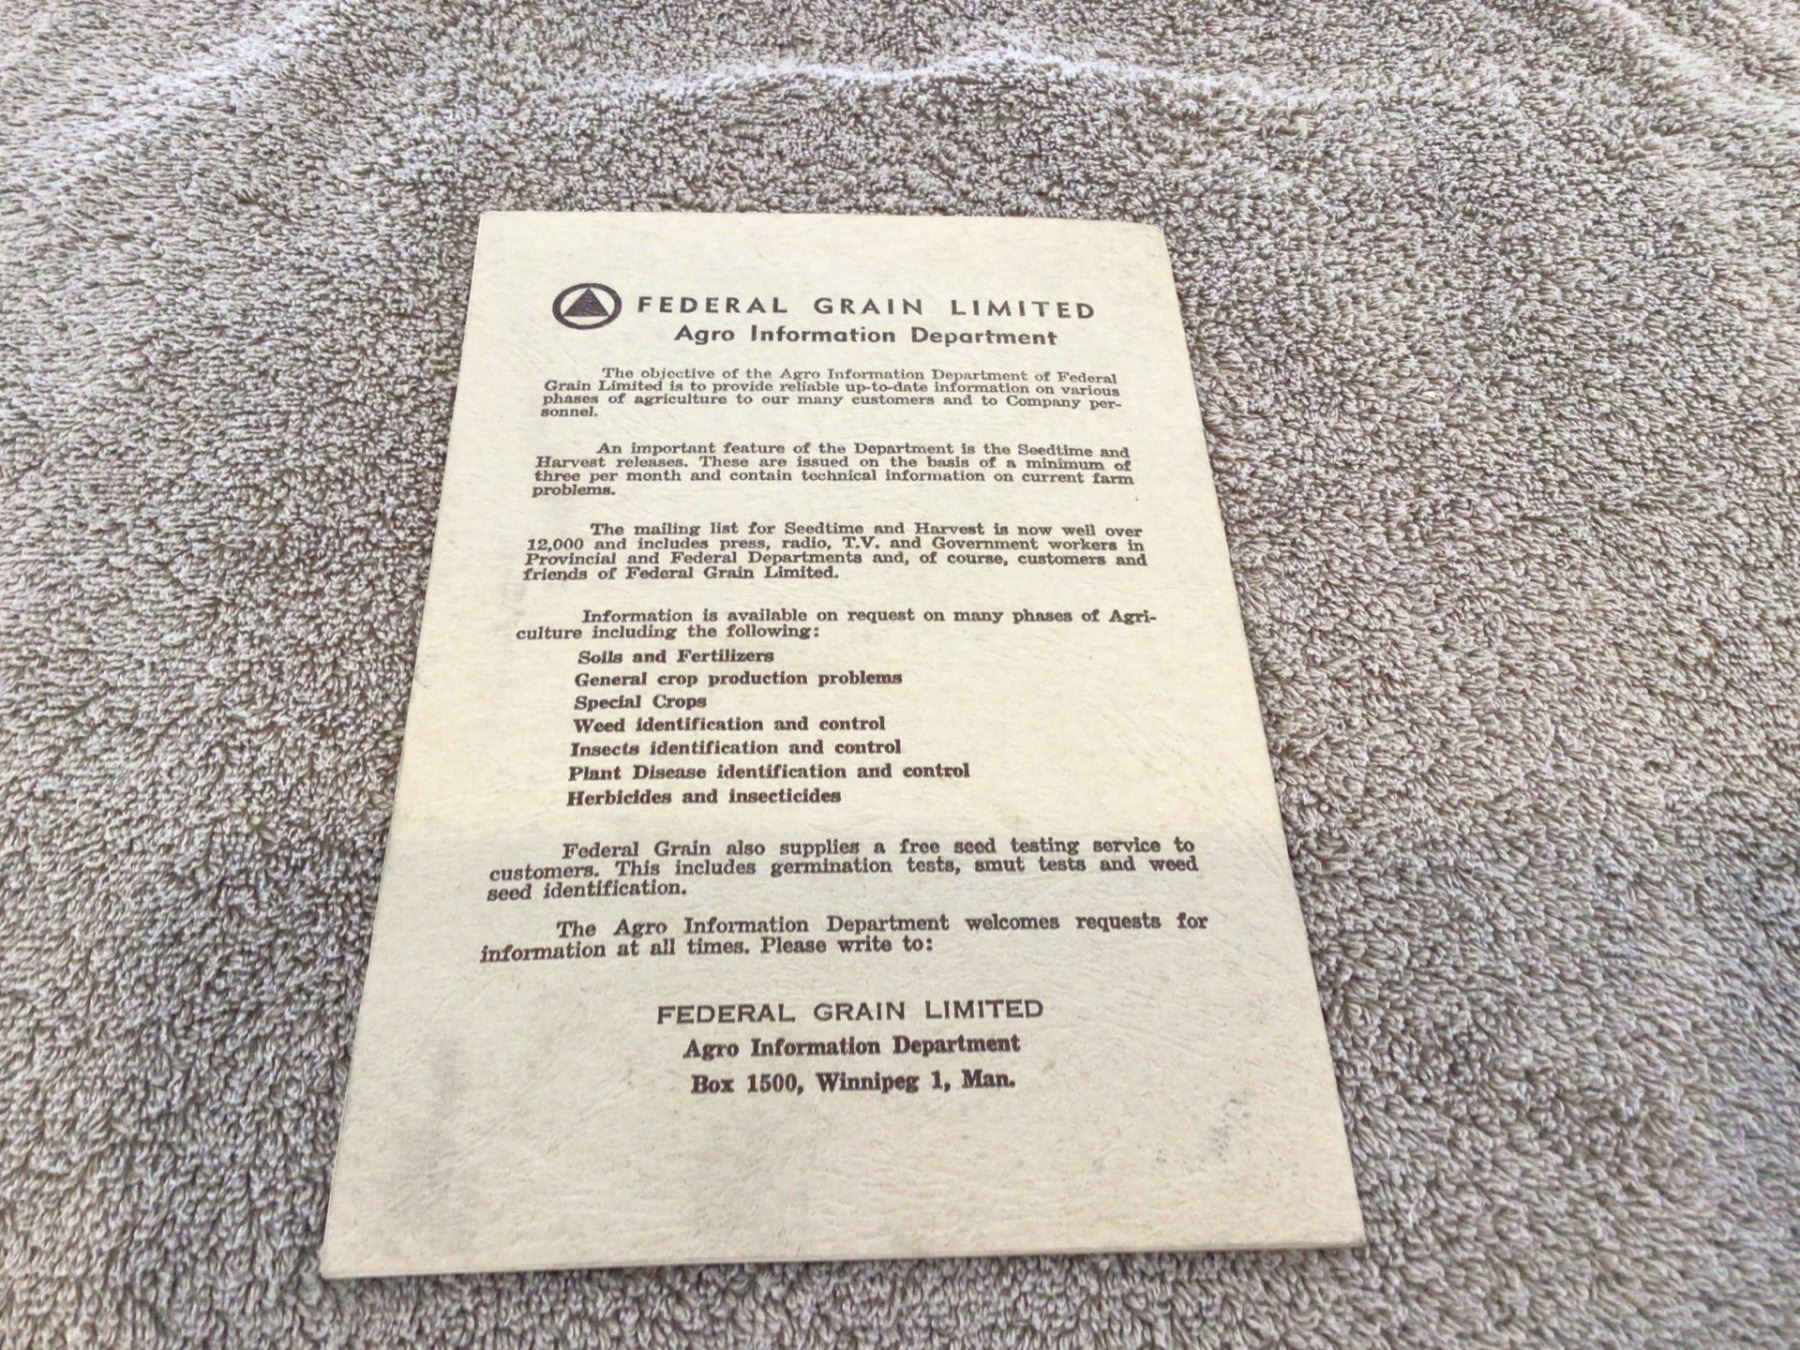 FEDERAL GRAIN LIMITED
Agro Information Department
The objective of the Agro Information Department of Federal
Grain Limited is to provide reliable up-to-date information on various
phases of agriculture to our many customers and to Company per-
sonnel.
An important feature of the Department is the Seedtime and
Harvest releases. These are issued on the basis of a minimum of
three per month and contain technical information on current farm
problems.
The mailing list for Seedtime and Harvest is now well over
12,000 and includes press, radio, T.V. and Government workers in
Provincial and Federal Departments and, of course, customers and
friends of Federal Grain Limited.
Information is available on request on many phases of Agri-
culture including the following:
Soils and Fertilizers
General crop production problems
Special Crops
Weed identification and control
Insects identification and control
Plant Disease identification and control
Herbicides and insecticides
Federal Grain also supplies a free seed testing service to
customers. This includes germination tests, smut tests and weed
seed identification.
The Agro Information Department welcomes requests for
information at all times. Please write to:
FEDERAL GRAIN LIMITED
Agro Information Department
Box 1500, Winnipeg 1, Man.